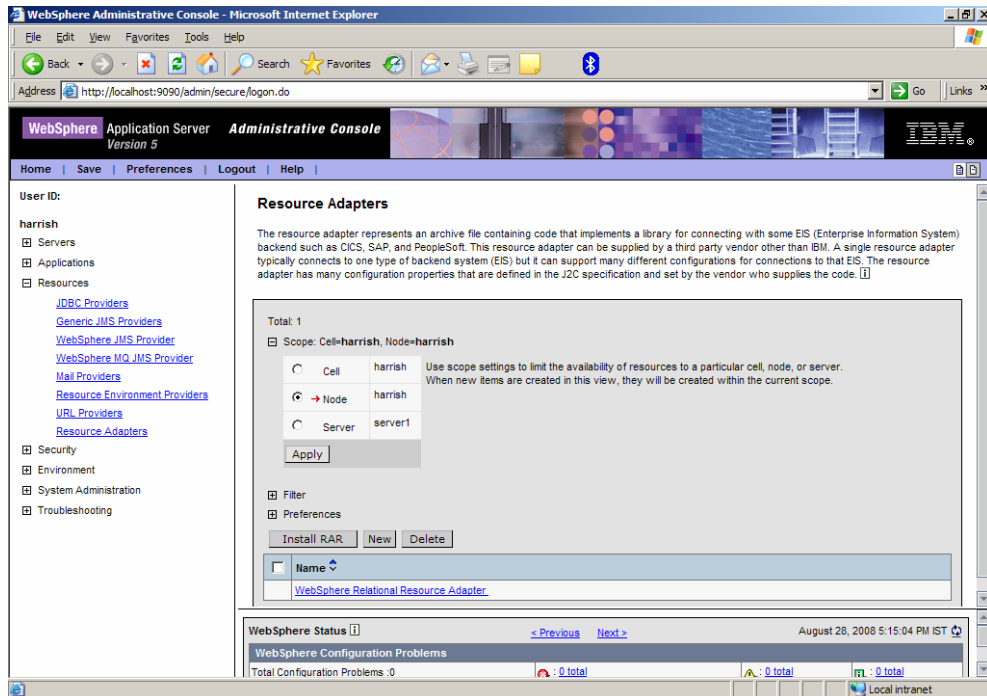 WebSphere Administrative Console - Microsoft Internet Explorer
File Edit View Favorites Tools Help
Back Search Favorites
Address http://localhost:9090/admin/secure/logon.do Go Links »
WebSphere Application Server Administrative Console
Version 5
IBM
Home | Save | Preferences | Logout | Help |
User ID:
harrish
Servers
Applications
Resources
JDBC Providers
Generic JMS Providers
WebSphere JMS Provider
WebSphere MQ JMS Provider
Mail Providers
Resource Environment Providers
URL Providers
Resource Adapters
Security
Environment
System Administration
Troubleshooting
Resource Adapters
The resource adapter represents an archive file containing code that implements a library for connecting with some EIS (Enterprise Information System)
backend such as CICS, SAP, and PeopleSoft. This resource adapter can be supplied by a third party vendor other than IBM. A single resource adapter
typically connects to one type of backend system (EIS) but it can support many different configurations for connections to that EIS. The resource
adapter has many configuration properties that are defined in the J2C specification and set by the vendor who supplies the code. i
Total: 1
Scope: Cell=harrish, Node=harrish
Cell harrish
Node harrish
Server server1
Use scope settings to limit the availability of resources to a particular cell, node, or server.
When new items are created in this view, they will be created within the current scope.
Apply
Filter
Preferences
Install RAR New Delete
Name
WebSphere Relational Resource Adapter
WebSphere Status i < Previous Next > August 28, 2008 5:15:04 PM IST
WebSphere Configuration Problems
Total Configuration Problems :0 : 0 total : 0 total : 0 total
Local intranet